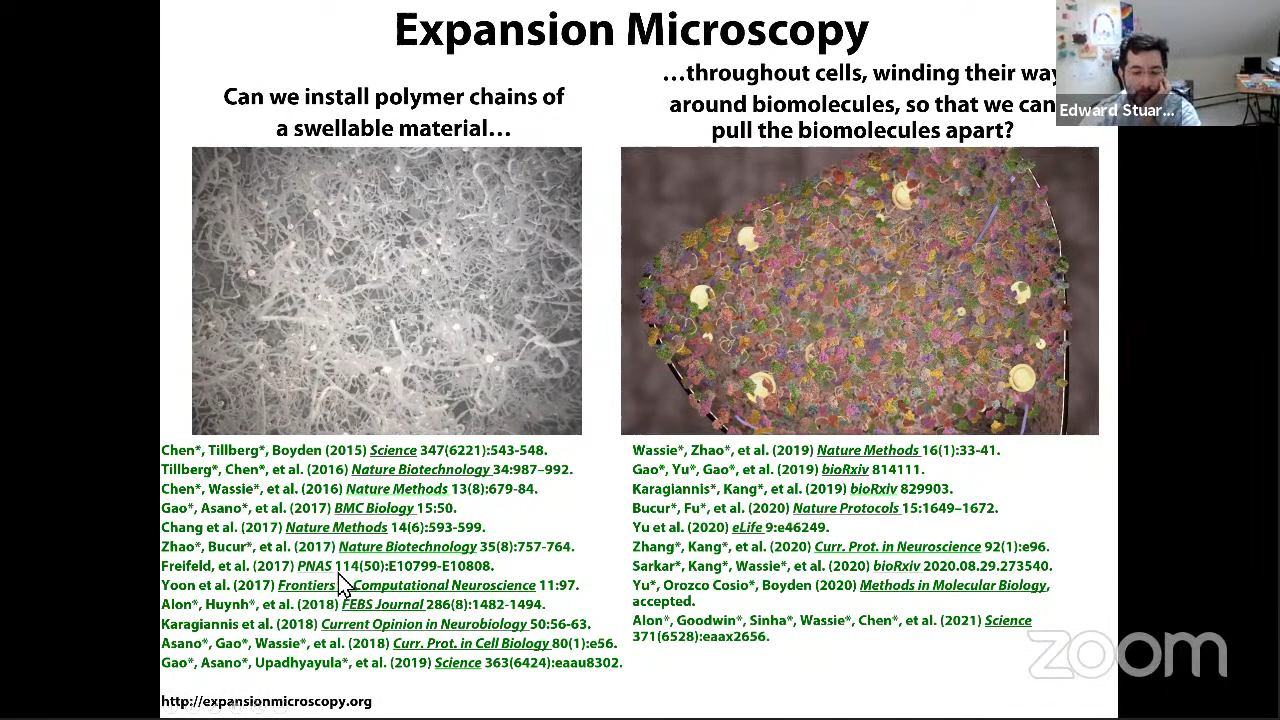 Expansion Microscopy
Can we install polymer chains of
a swellable material…
…throughout cells, winding their way
around biomolecules, so that we can
pull the biomolecules apart?
Edward Stuar...
Chen*, Tillberg*, Boyden (2015) Science 347(6221):543-548.
Tillberg*, Chen*, et al. (2016) Nature Biotechnology 34:987–992.
Chen*, Wassie*, et al. (2016) Nature Methods 13(8):679-84.
Gao*, Asano*, et al. (2017) BMC Biology 15:50.
Chang et al. (2017) Nature Methods 14(6):593-599.
Zhao*, Bucur*, et al. (2017) Nature Biotechnology 35(8):757-764.
Freifeld, et al. (2017) PNAS 114(50):E10799-E10808.
Yoon et al. (2017) Frontiers Computational Neuroscience 11:97.
Alon*, Huynh*, et al. (2018) FEBS Journal 286(8):1482-1494.
Karagiannis et al. (2018) Current Opinion in Neurobiology 50:56-63.
Asano*, Gao*, Wassie*, et al. (2018) Curr. Prot. in Cell Biology 80(1):e56.
Gao*, Asano*, Upadhyayula*, et al. (2019) Science 363(6424):eaau8302.
Wassie*, Zhao*, et al. (2019) Nature Methods 16(1):33-41.
Gao*, Yu*, Gao*, et al. (2019) bioRxiv 814111.
Karagiannis*, Kang*, et al. (2019) bioRxiv 829903.
Bucur*, Fu*, et al. (2020) Nature Protocols 15:1649–1672.
Yu et al. (2020) eLife 9:e46249.
Zhang*, Kang*, et al. (2020) Curr. Prot. in Neuroscience 92(1):e96.
Sarkar*, Kang*, Wassie*, et al. (2020) bioRxiv 2020.08.29.273540.
Yu*, Orozco Cosio*, Boyden (2020) Methods in Molecular Biology,
accepted.
Alon*, Goodwin*, Sinha*, Wassie*, Chen*, et al. (2021) Science
371(6528):eaax2656.
http://expansionmicroscopy.org
zoom